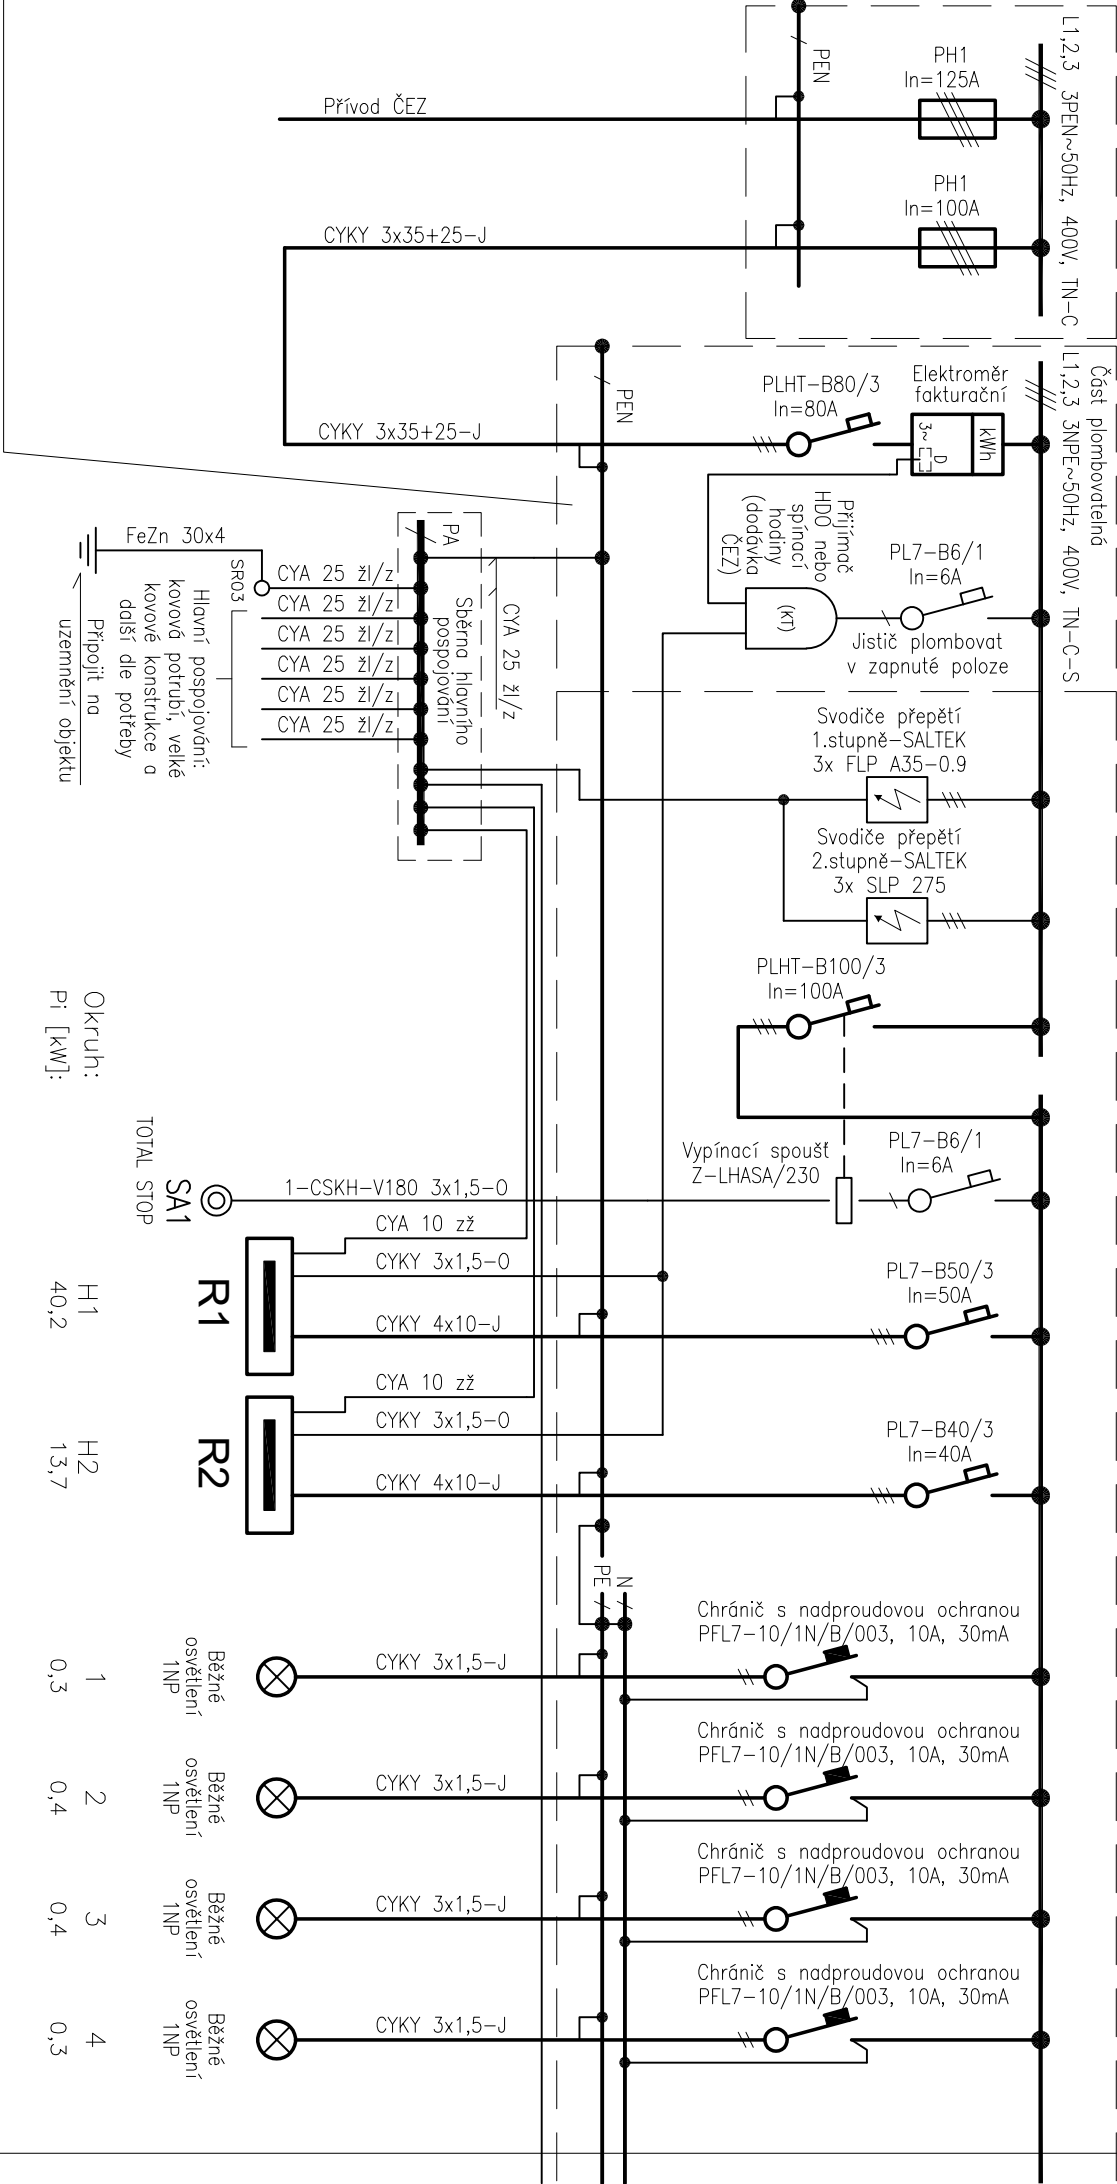 L1,2,3  3PEN~50Hz, 400V, TN-C
PEN
PH1
In=125A
Přívod ČEZ
PH1
In=100A
CYKY 3x35+25-J
Část plombovatelná
L1,2,3 3NPE~50Hz, 400V, TN-C-S
PEN
Elektroměr
fakturační
kWh
3~
D
PLHT-B80/3
In=80A
CYKY 3x35+25-J
Přijímač
HDO nebo
spínací
hodiny
(dodávka
ČEZ)
(KT)
PL7-B6/1
In=6A
Jistič plombovat
v zapnuté poloze
FeZn 30x4
SR03
PA
CYA 25 žl/z
Sběrna hlavního
pospojování
CYA 25 žl/z
CYA 25 žl/z
CYA 25 žl/z
CYA 25 žl/z
CYA 25 žl/z
CYA 25 žl/z
Hlavní pospojování:
kovová potrubí, velké
kovové konstrukce a
další dle potřeby
Připojit na
uzemnění objektu
Svodiče přepětí
1.stupně-SALTEK
3x FLP A35-0.9
Svodiče přepětí
2.stupně-SALTEK
3x SLP 275
PLHT-B100/3
In=100A
Okruh:
Pi [kW]:
Vypínací spoušť
Z-LHASA/230
PL7-B6/1
In=6A
1-CSKH-V180 3x1,5-O
SA1
TOTAL STOP
CYA 10 zž
CYKY 3x1,5-O
PL7-B50/3
In=50A
CYKY 4x10-J
R1
H1
40,2
CYA 10 zž
CYKY 3x1,5-O
PL7-B40/3
In=40A
CYKY 4x10-J
R2
H2
13,7
N
PE
Chránič s nadproudovou ochranou
PFL7-10/1N/B/003, 10A, 30mA
CYKY 3x1,5-J
Běžné
osvětlení
1NP
1
0,3
Chránič s nadproudovou ochranou
PFL7-10/1N/B/003, 10A, 30mA
CYKY 3x1,5-J
Běžné
osvětlení
1NP
2
0,4
Chránič s nadproudovou ochranou
PFL7-10/1N/B/003, 10A, 30mA
CYKY 3x1,5-J
Běžné
osvětlení
1NP
3
0,4
Chránič s nadproudovou ochranou
PFL7-10/1N/B/003, 10A, 30mA
CYKY 3x1,5-J
Běžné
osvětlení
1NP
4
0,3